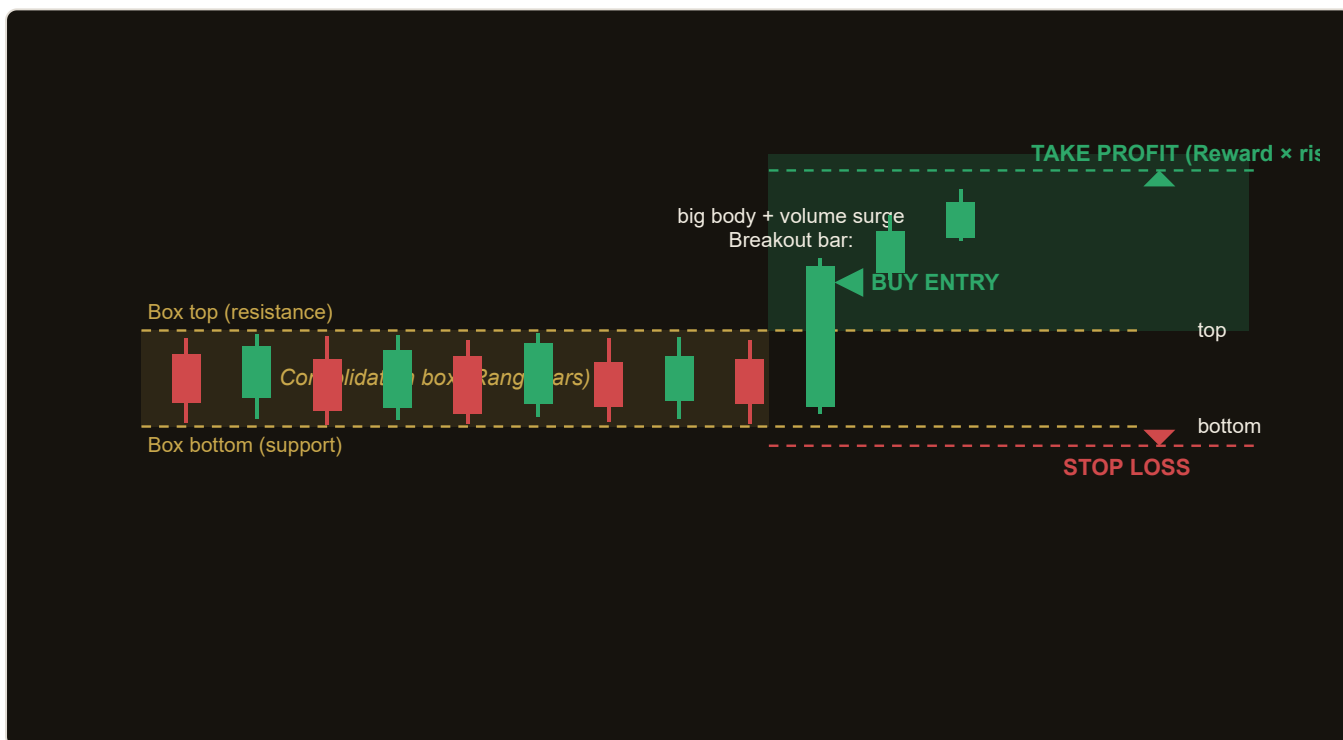 TAKE PROFIT (Reward × ris
big body + volume surge
Breakout bar:
BUY ENTRY
Box top (resistance)
top
box
Box bottom (support)
bottom
STOP LOSS